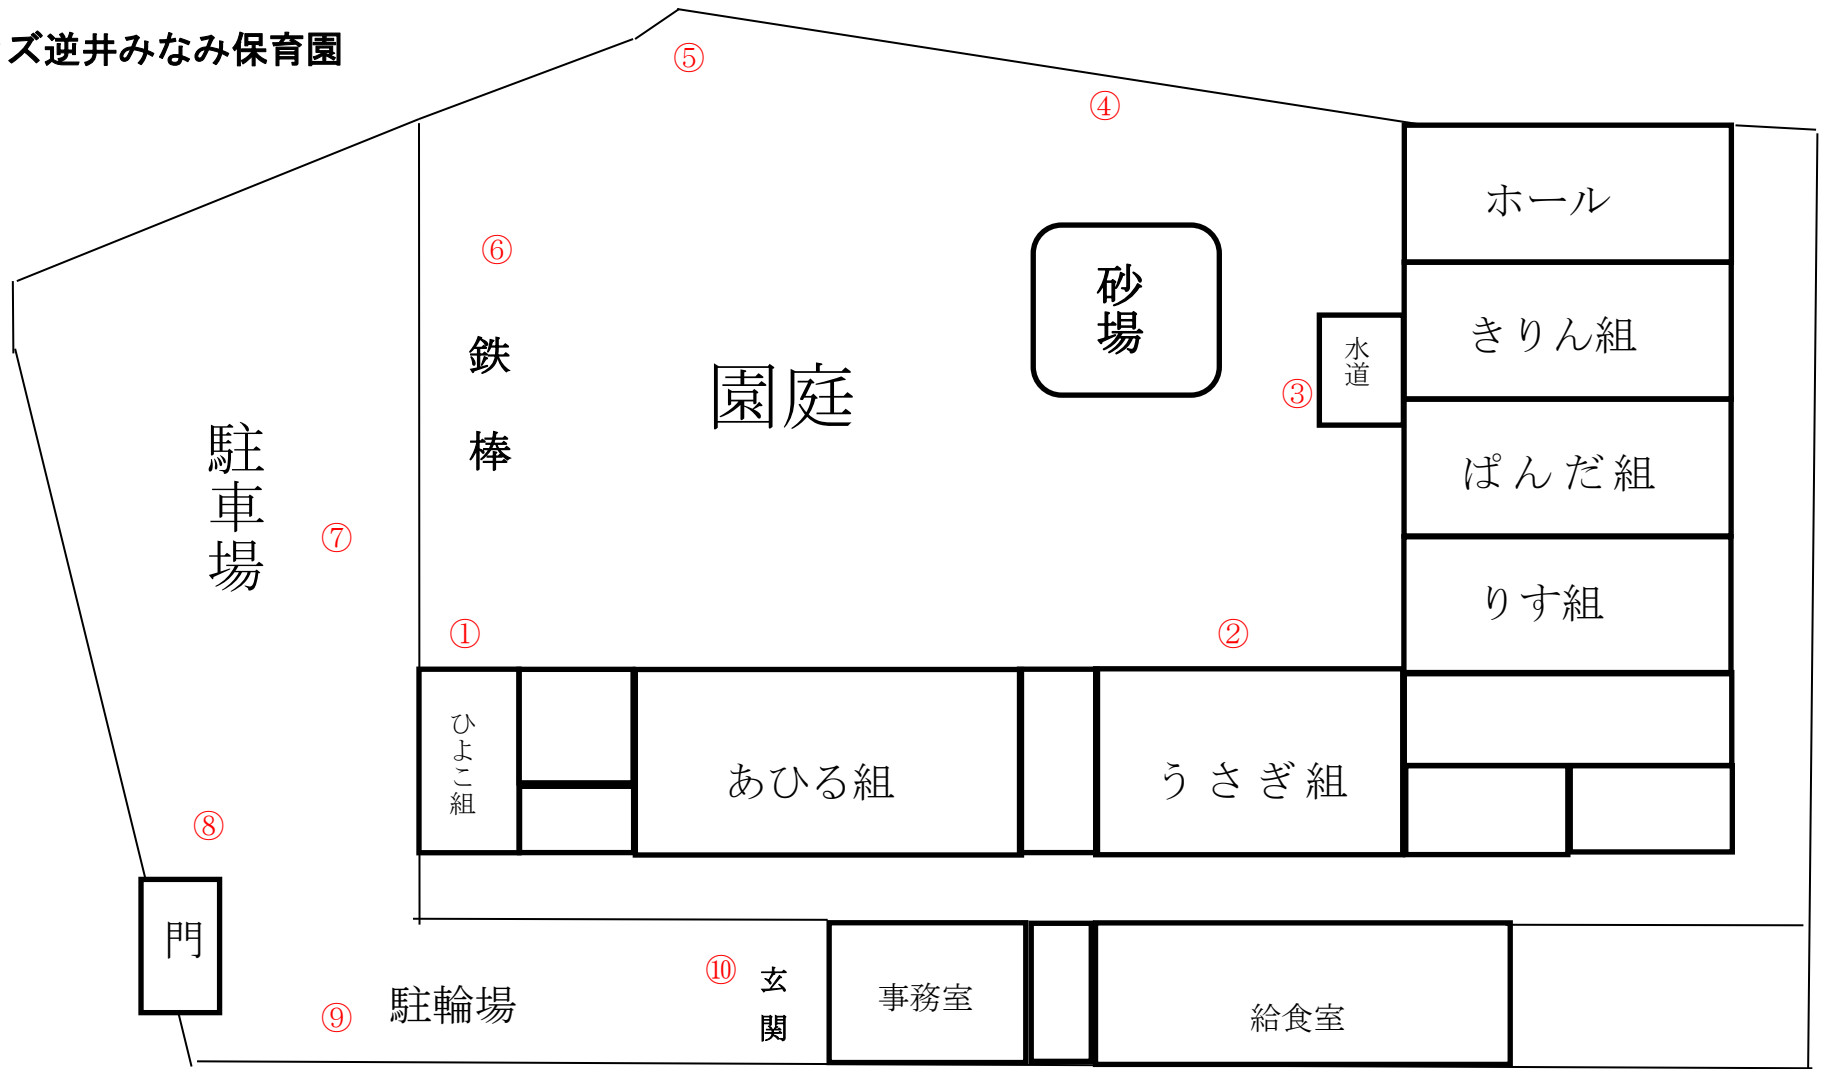 ズ逆井みなみ保育園
⑤
④
ホール
⑥
砂場
きりん組
水道
鉄棒
園庭
③
ぱんだ組
駐車場
⑦
りす組
①
②
ひよこ組
あひる組
うさぎ組
⑧
門
⑩
玄関
事務室
給食室
⑨
駐輪場